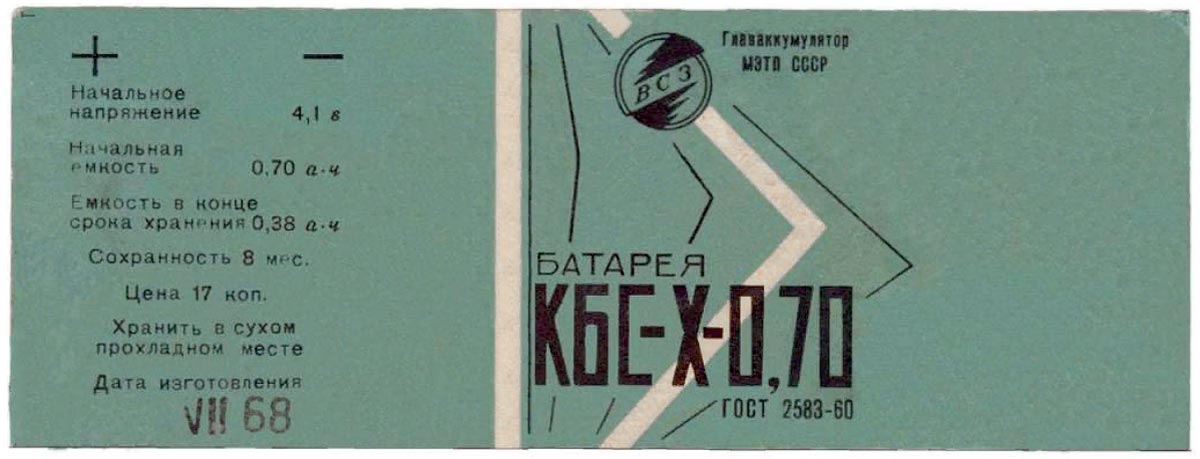 + −
Начальное
напряжение 4,1 в
Начальная
емкость 0,70 а·ч
Емкость в конце
срока хранения 0,38 а·ч
Сохранность 8 мес.
Цена 17 коп.
Хранить в сухом
прохладном месте
Дата изготовления
VII 68
ВСЗ
Главаккумулятор
МЭТП СССР
БАТАРЕЯ
КБС-Х-0,70
ГОСТ 2583-60